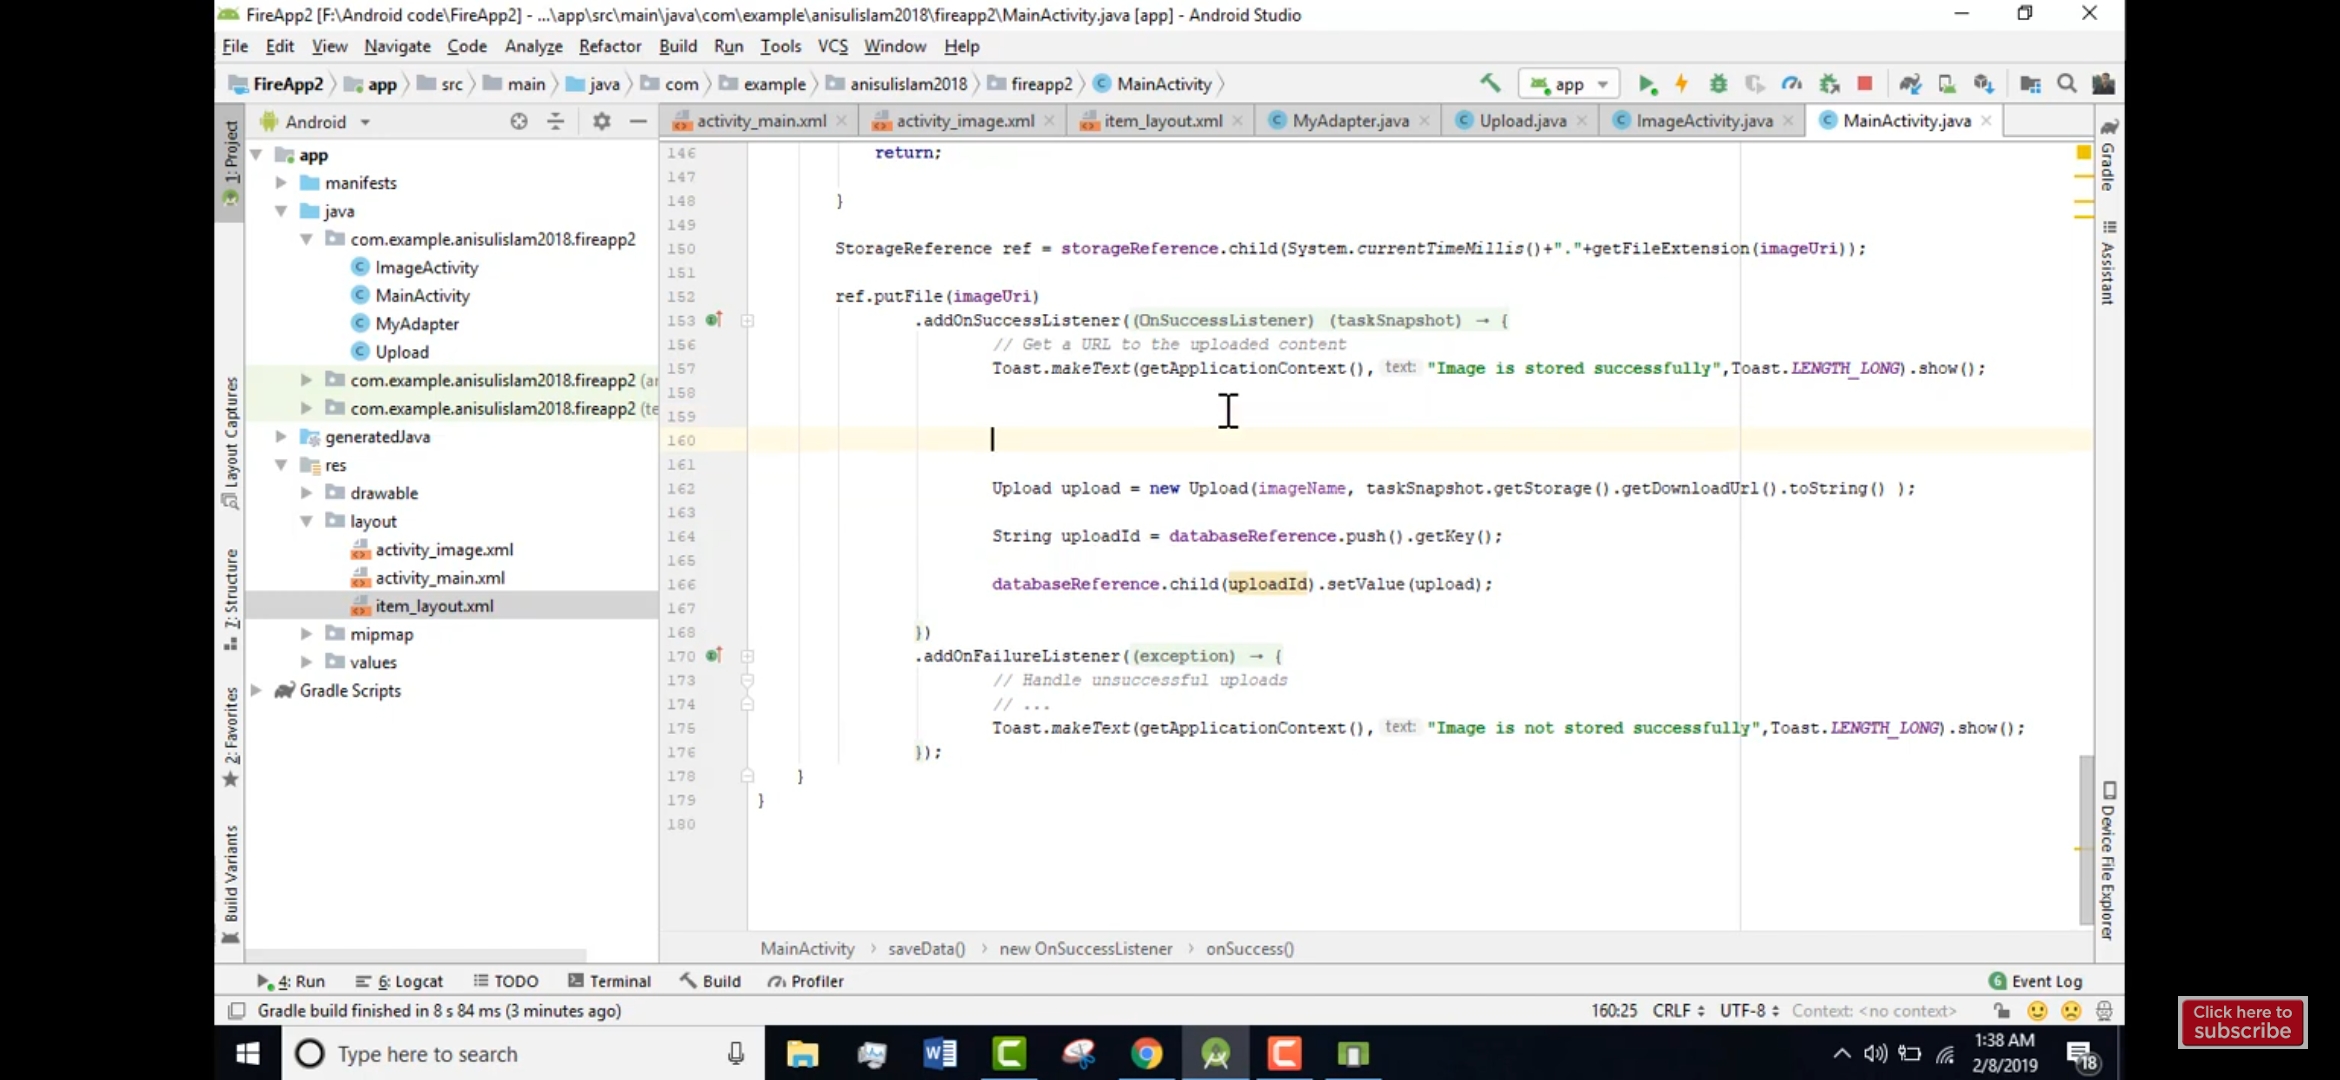 FireApp2 [F:\Android code\FireApp2] - ...\app\src\main\java\com\example\anisulislam2018\fireapp2\MainActivity.java [app] - Android Studio
File Edit View Navigate Code Analyze Refactor Build Run Tools VCS Window Help
FireApp2 app src main java com example anisulislam2018 fireapp2 MainActivity app
Android activity_main.xml activity_image.xml item_layout.xml MyAdapter.java Upload.java ImageActivity.java MainActivity.java
1: Project
Layout Captures
7: Structure
2: Favorites
Build Variants
app
manifests
java
com.example.anisulislam2018.fireapp2
ImageActivity
MainActivity
MyAdapter
Upload
com.example.anisulislam2018.fireapp2 (ar
com.example.anisulislam2018.fireapp2 (te
generatedJava
res
drawable
layout
activity_image.xml
activity_main.xml
item_layout.xml
mipmap
values
Gradle Scripts
146 return;
147
148 }
149
150 StorageReference ref = storageReference.child(System.currentTimeMillis()+"."+getFileExtension(imageUri));
151
152 ref.putFile(imageUri)
153 .addOnSuccessListener((OnSuccessListener) (taskSnapshot) → {
156 // Get a URL to the uploaded content
157 Toast.makeText(getApplicationContext(), text: "Image is stored successfully",Toast.LENGTH_LONG).show();
158
159
160
161
162 Upload upload = new Upload(imageName, taskSnapshot.getStorage().getDownloadUrl().toString() );
163
164 String uploadId = databaseReference.push().getKey();
165
166 databaseReference.child(uploadId).setValue(upload);
167
168 })
170 .addOnFailureListener((exception) → {
173 // Handle unsuccessful uploads
174 // ...
175 Toast.makeText(getApplicationContext(), text: "Image is not stored successfully",Toast.LENGTH_LONG).show();
176 });
178 }
179 }
180
Gradle
Assistant
Device File Explorer
MainActivity › saveData() › new OnSuccessListener › onSuccess()
4: Run 6: Logcat TODO Terminal Build Profiler 6 Event Log
Gradle build finished in 8 s 84 ms (3 minutes ago) 160:25 CRLF UTF-8 Context: <no context>
Type here to search
1:38 AM
2/8/2019
18
Click here to
subscribe